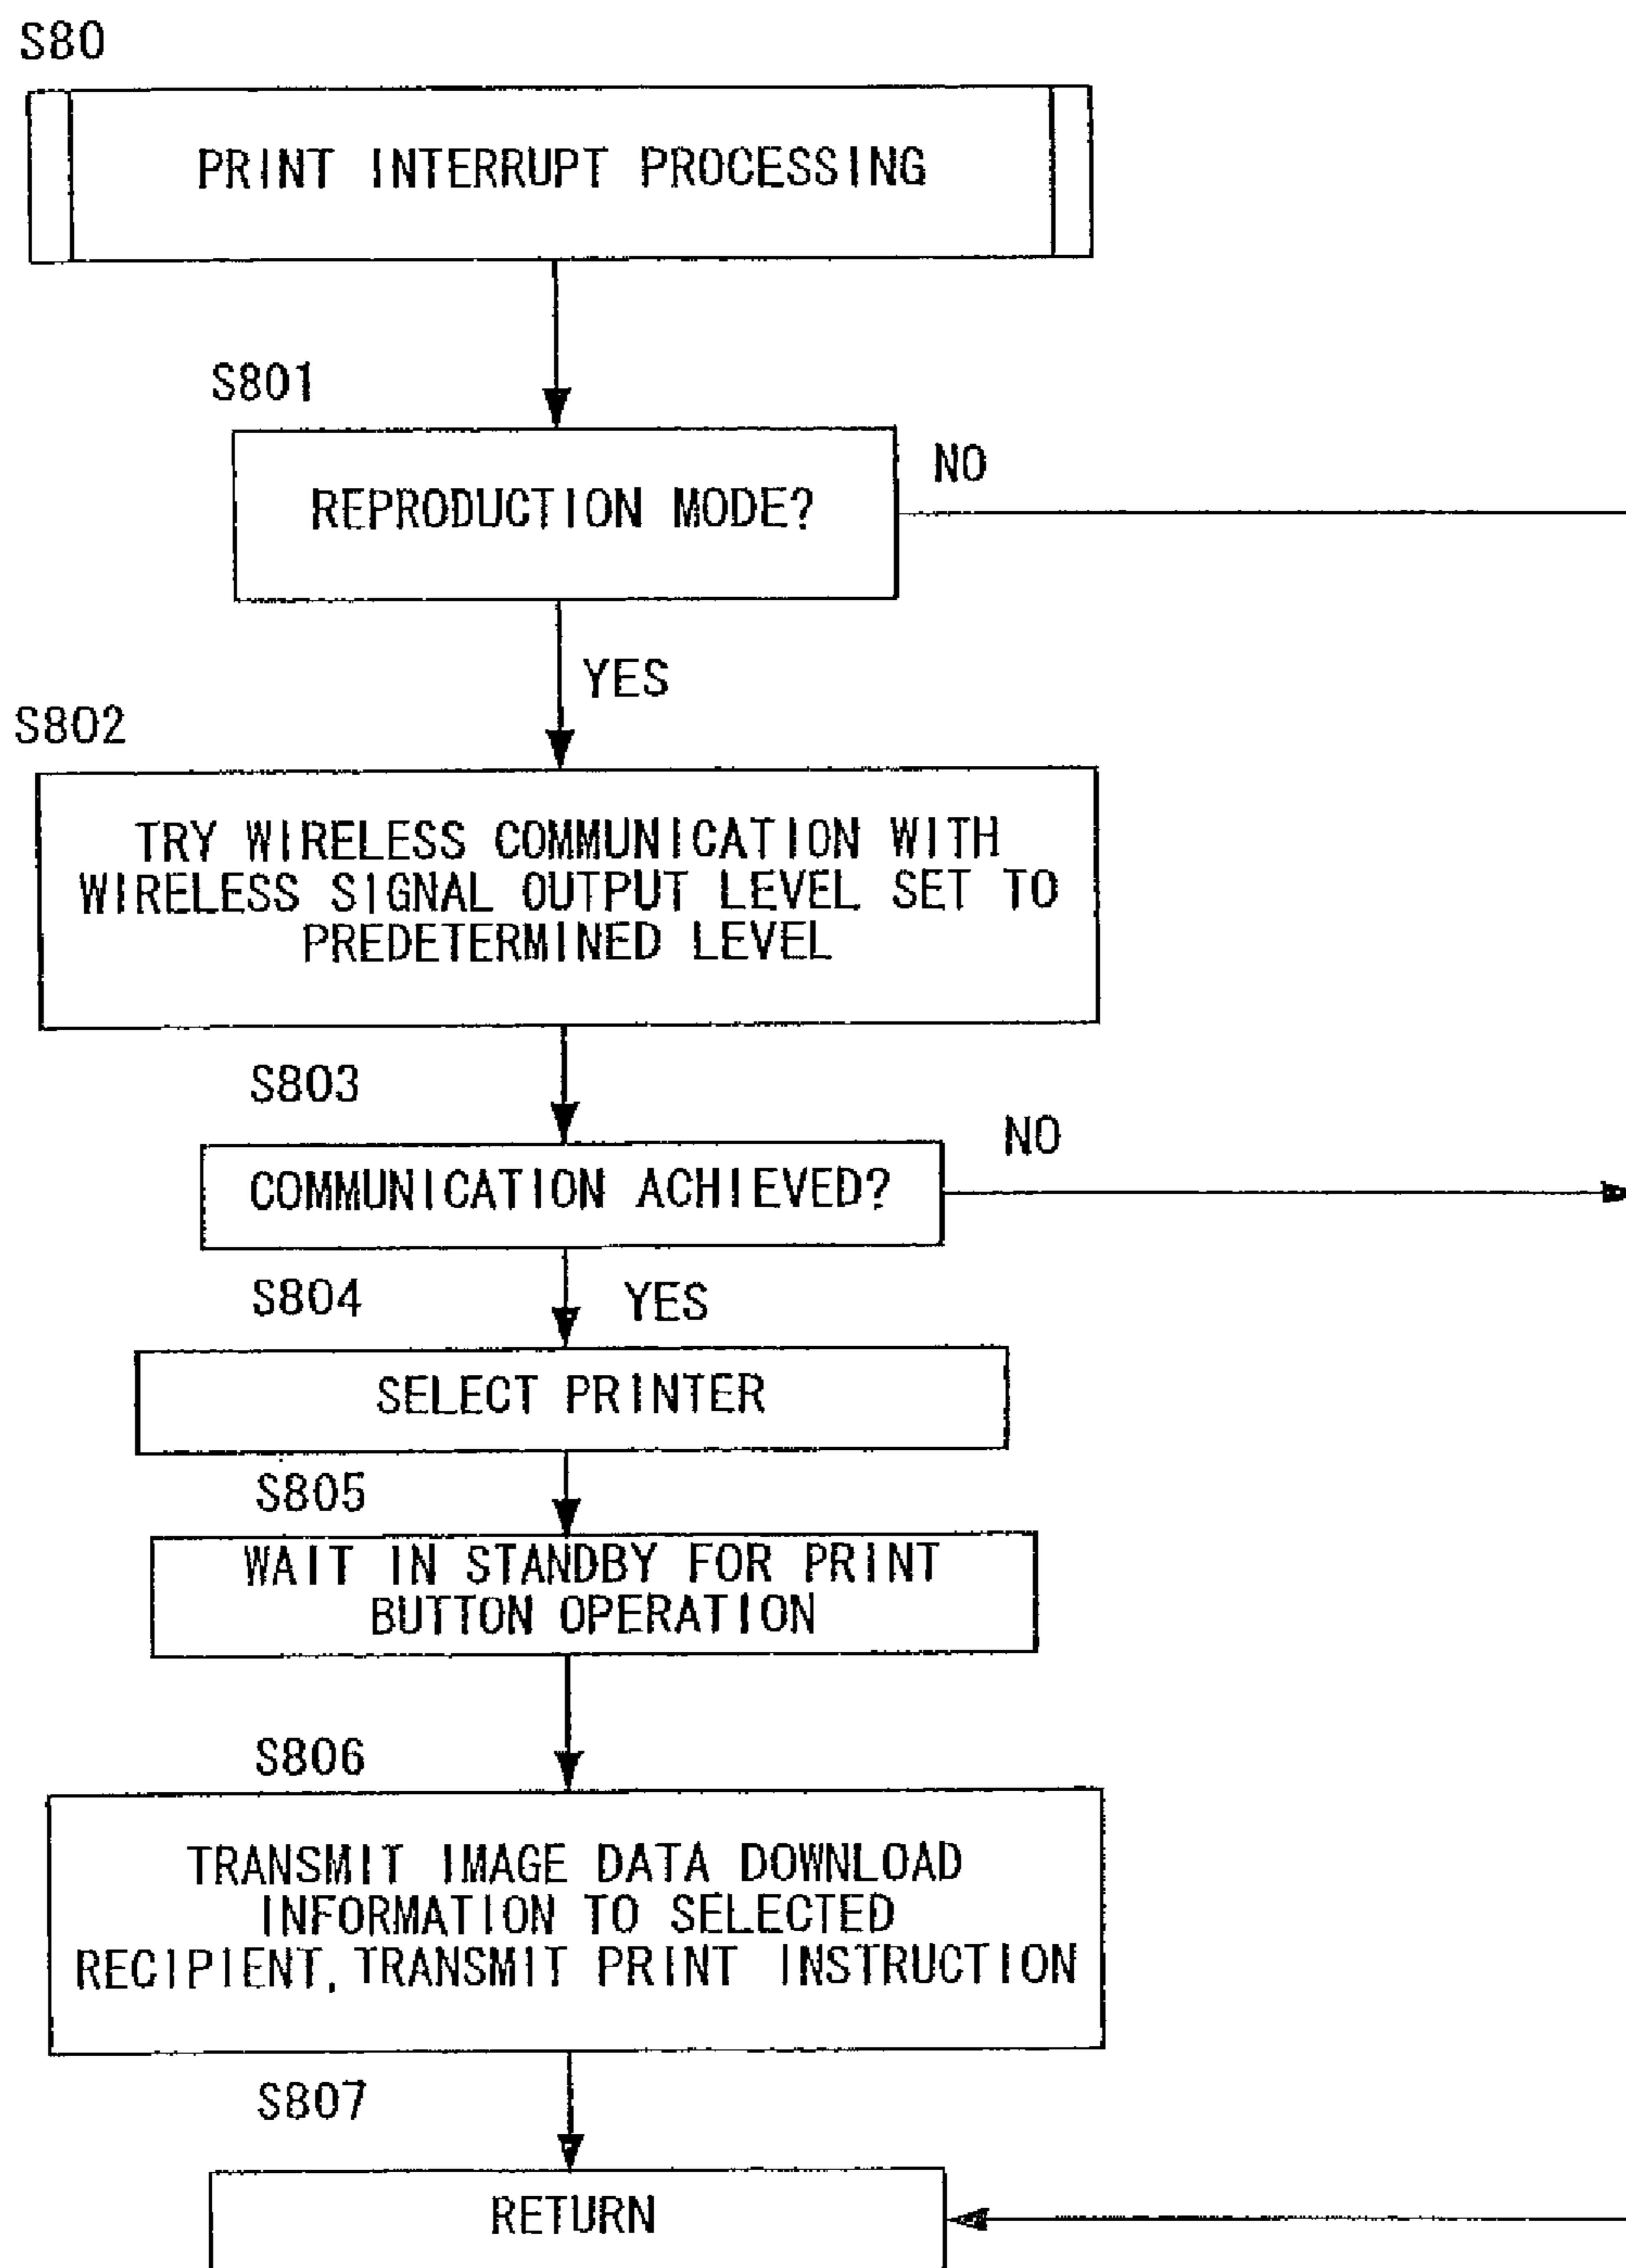 S80
PRINT INTERRUPT PROCESSING
S801
REPRODUCTION MODE?
NO
YES
S802
TRY WIRELESS COMMUNICATION WITH
WIRELESS SIGNAL OUTPUT LEVEL SET TO
PREDETERMINED LEVEL
S803
COMMUNICATION ACHIEVED?
NO
S804
YES
SELECT PRINTER
S805
WAIT IN STANDBY FOR PRINT
BUTTON OPERATION
S806
TRANSMIT IMAGE DATA DOWNLOAD
INFORMATION TO SELECTED
RECIPIENT, TRANSMIT PRINT INSTRUCTION
S807
RETURN